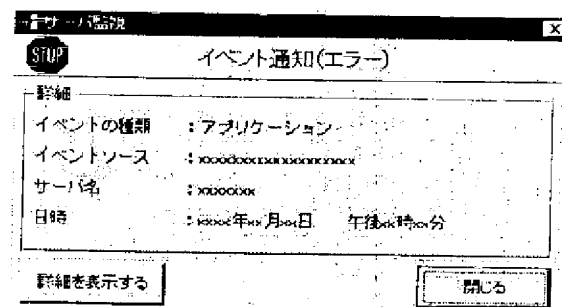 サーバ監視
STOP
イベント通知(エラー)
詳細
イベントの種類 :アプリケーション
イベントソース :
サーバ名 :xxxxxxxx
日時 :xxxx年xx月xx日 午後xx時xx分
詳細を表示する
閉じる